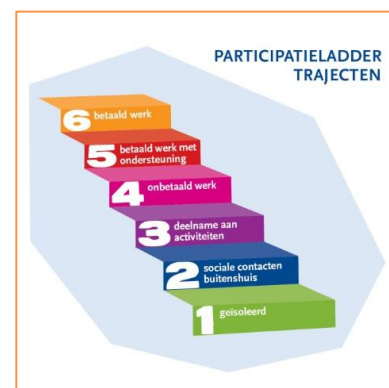 PARTICIPATIELADDER
TRAJECTEN
6 betaald werk
5 betaald werk met
ondersteuning
4 onbetaald werk
3 deelname aan
activiteiten
2 sociale contacten
buitenshuis
1 geïsoleerd